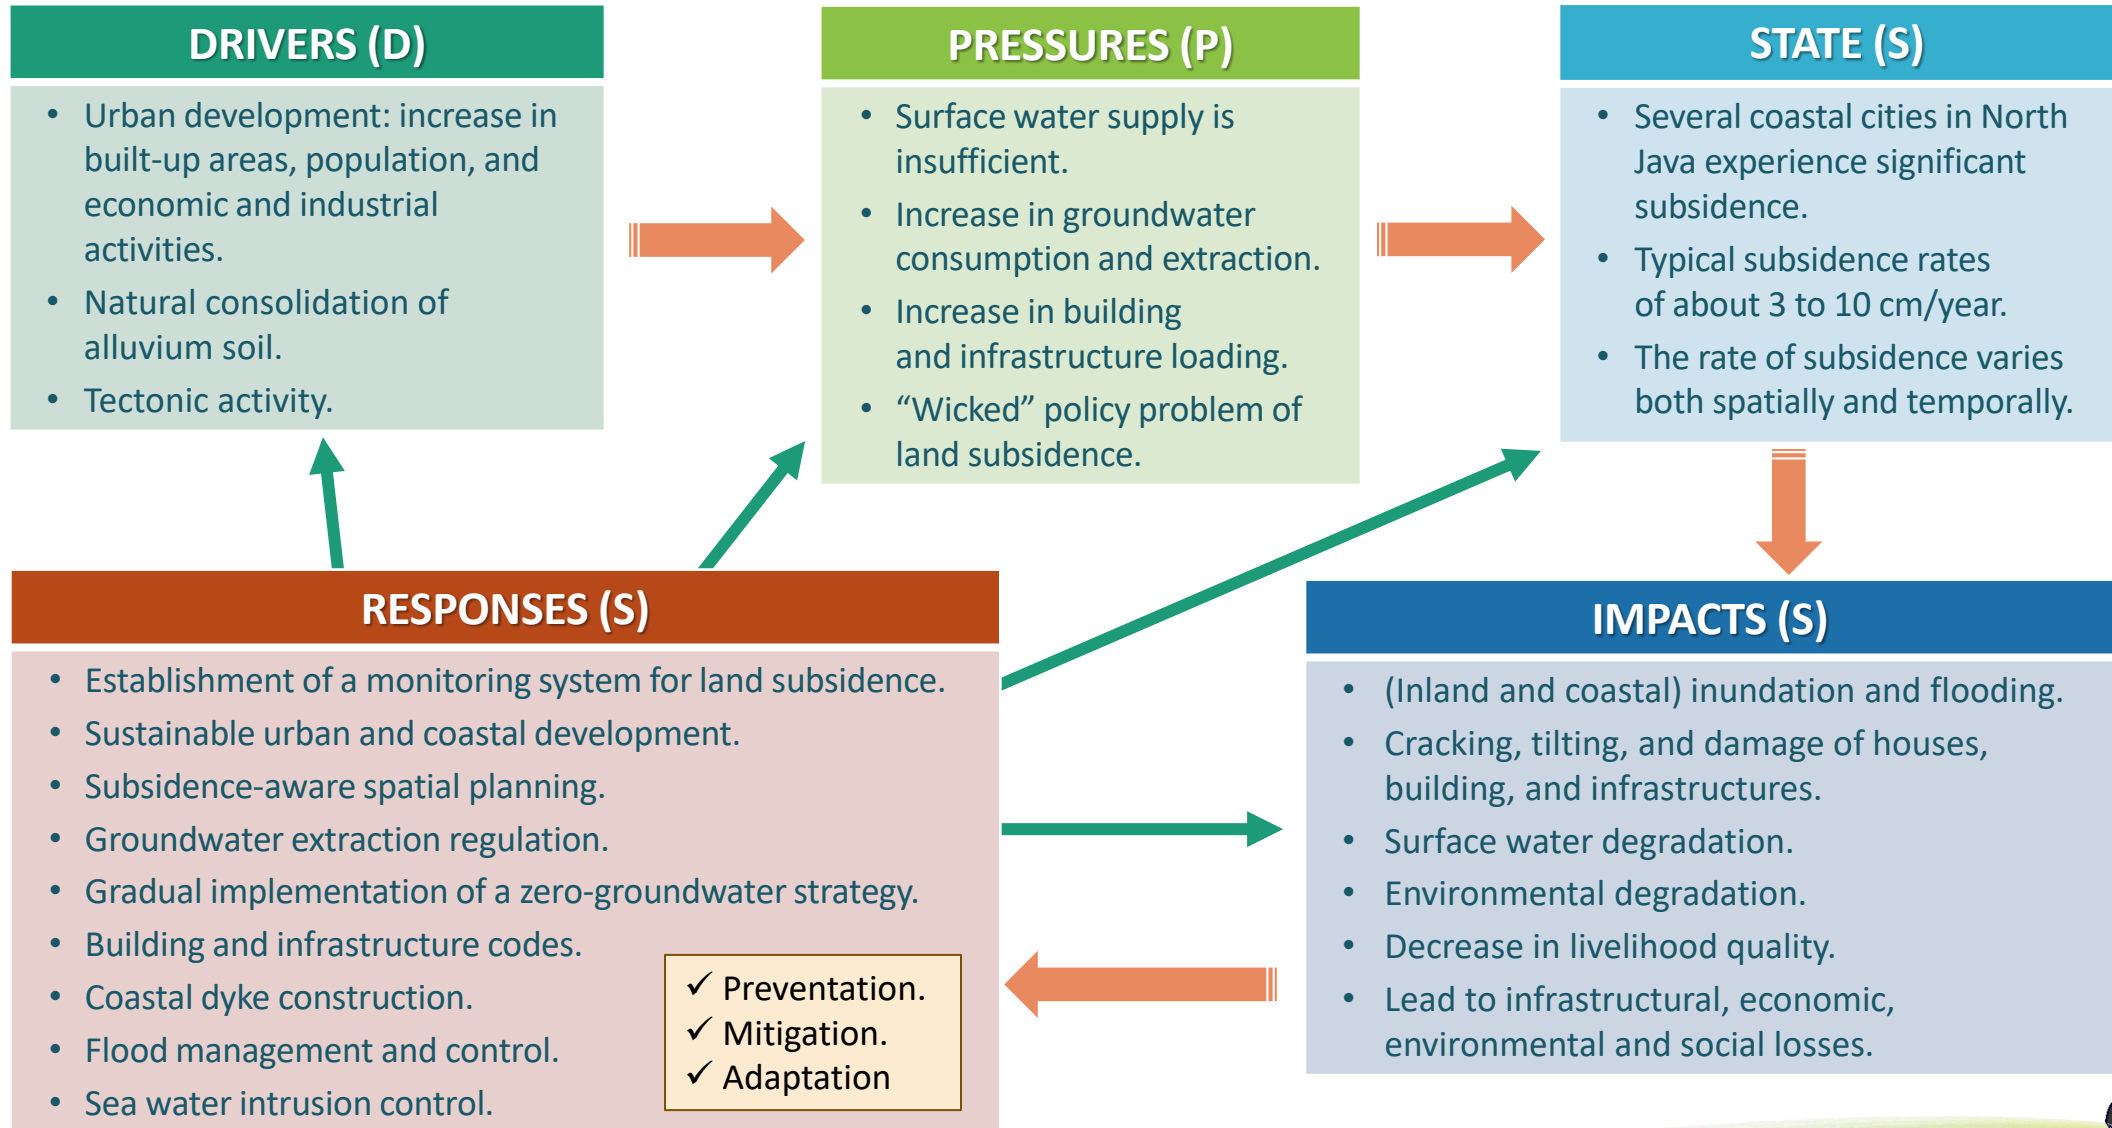 DRIVERS (D)
• Urban development: increase in
built-up areas, population, and
economic and industrial
activities.
• Natural consolidation of
alluvium soil.
• Tectonic activity.
PRESSURES (P)
• Surface water supply is
insufficient.
• Increase in groundwater
consumption and extraction.
• Increase in building
and infrastructure loading.
• “Wicked” policy problem of
land subsidence.
STATE (S)
• Several coastal cities in North
Java experience significant
subsidence.
• Typical subsidence rates
of about 3 to 10 cm/year.
• The rate of subsidence varies
both spatially and temporally.
RESPONSES (S)
• Establishment of a monitoring system for land subsidence.
• Sustainable urban and coastal development.
• Subsidence-aware spatial planning.
• Groundwater extraction regulation.
• Gradual implementation of a zero-groundwater strategy.
• Building and infrastructure codes.
• Coastal dyke construction.
• Flood management and control.
• Sea water intrusion control.
✓ Preventation.
✓ Mitigation.
✓ Adaptation
IMPACTS (S)
• (Inland and coastal) inundation and flooding.
• Cracking, tilting, and damage of houses,
building, and infrastructures.
• Surface water degradation.
• Environmental degradation.
• Decrease in livelihood quality.
• Lead to infrastructural, economic,
environmental and social losses.